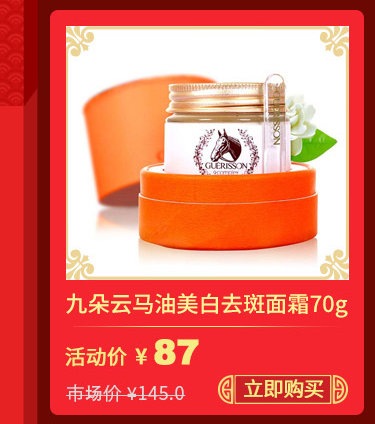 GUERISSON
9complex
九朵云马油美白去斑面霜70g
活动价 ¥87
市场价 ¥145.0
立即购买